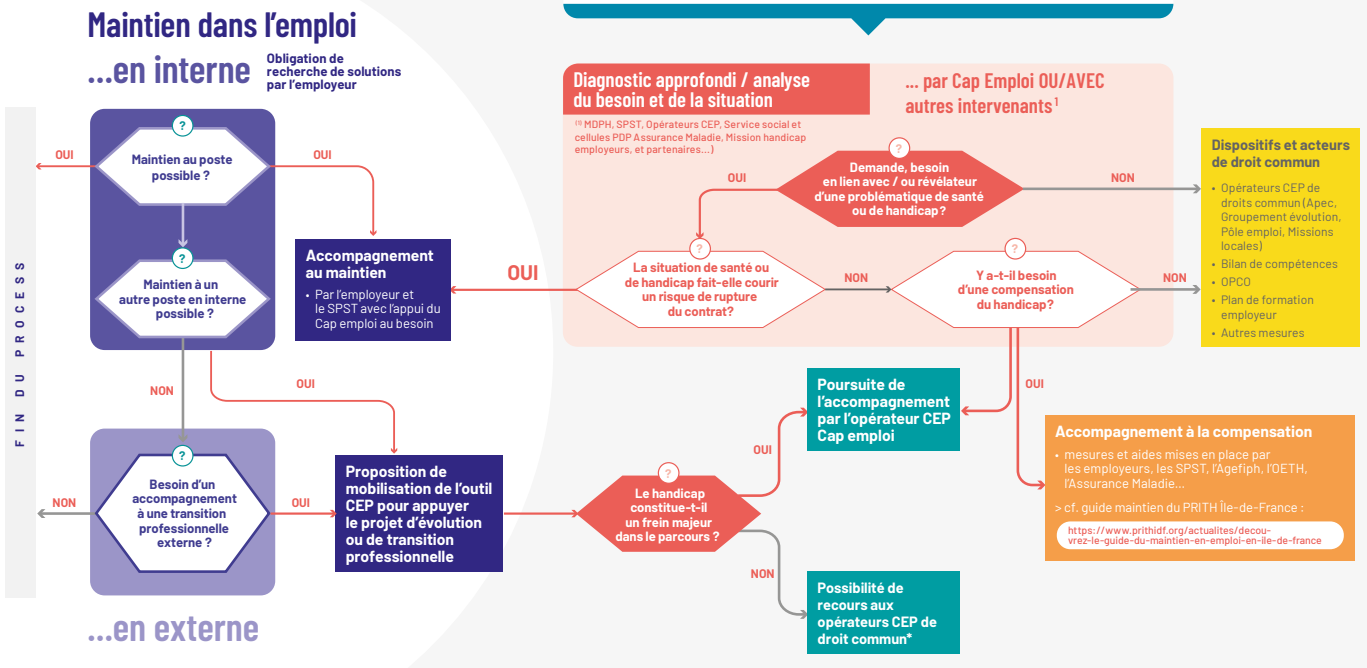 Maintien dans l'emploi
...en interne
Obligation de
recherche de solutions
par l'employeur
FIN DU PROCESS
?
Maintien au poste
possible ?
OUI
OUI
?
Maintien à un
autre poste en interne
possible ?
Accompagnement
au maintien
• Par l'employeur et
le SPST avec l'appui du
Cap emploi au besoin
NON
OUI
?
Besoin d'un
accompagnement
à une transition
professionnelle
externe ?
NON
OUI
...en externe
Proposition de
mobilisation de l'outil
CEP pour appuyer
le projet d'évolution
ou de transition
professionnelle
Diagnostic approfondi / analyse
du besoin et de la situation
... par Cap Emploi OU/AVEC
autres intervenants¹
(1) MDPH, SPST, Opérateurs CEP, Service social et
cellules PDP Assurance Maladie, Mission handicap
employeurs, et partenaires...)
?
Demande, besoin
en lien avec / ou révélateur
d'une problématique de santé
ou de handicap ?
OUI
NON
?
La situation de santé ou
de handicap fait-elle courir
un risque de rupture
du contrat?
OUI
NON
?
Y a-t-il besoin
d'une compensation
du handicap?
NON
OUI
Dispositifs et acteurs
de droit commun
• Opérateurs CEP de
droits commun (Apec,
Groupement évolution,
Pôle emploi, Missions
locales)
• Bilan de compétences
• OPCO
• Plan de formation
employeur
• Autres mesures
Poursuite de
l'accompagnement
par l'opérateur CEP
Cap emploi
Accompagnement à la compensation
• mesures et aides mises en place par
les employeurs, les SPST, l'Agefiph, l'OETH,
l'Assurance Maladie...
> cf. guide maintien du PRITH Île-de-France :
https://www.prithidf.org/actualites/decou-
vrez-le-guide-du-maintien-en-emploi-en-ile-de-france
?
Le handicap
constitue-t-il
un frein majeur
dans le parcours ?
OUI
NON
Possibilité de
recours aux
opérateurs CEP de
droit commun*